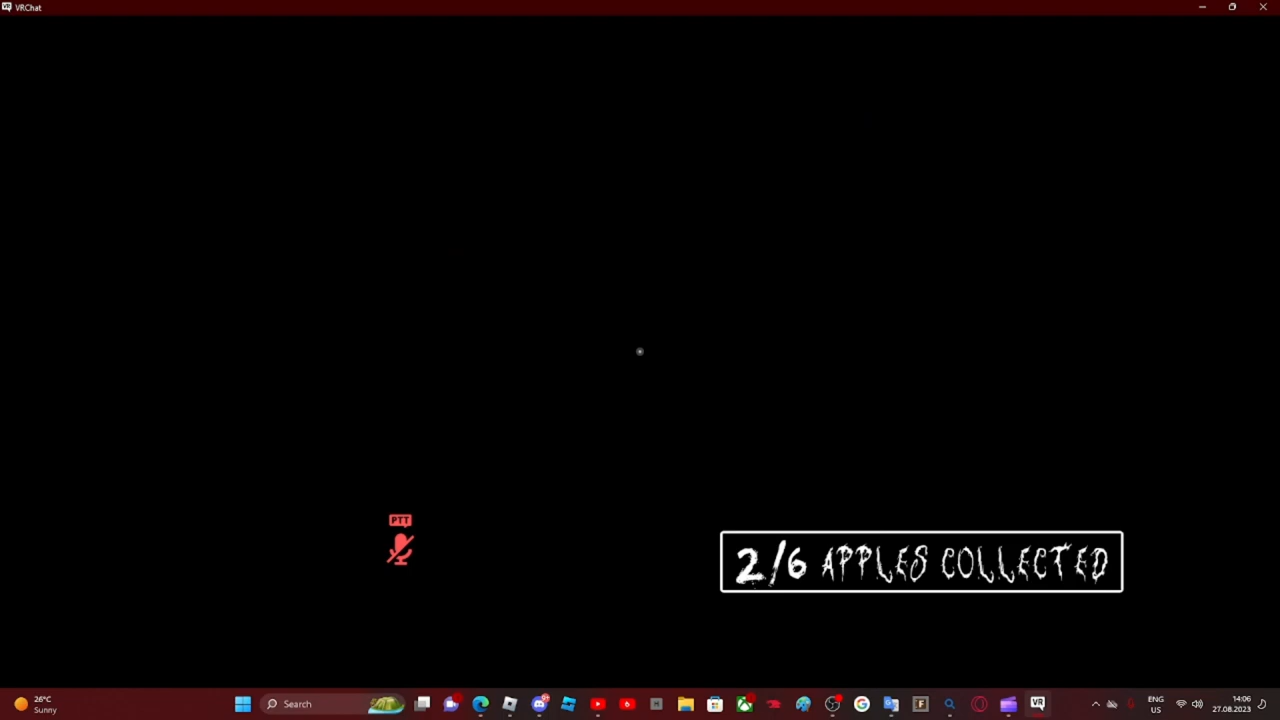 VRChat
PTT
2/6 APPLES COLLECTED
26°C
Sunny
Search
ENG
US
14:06
27.08.2023